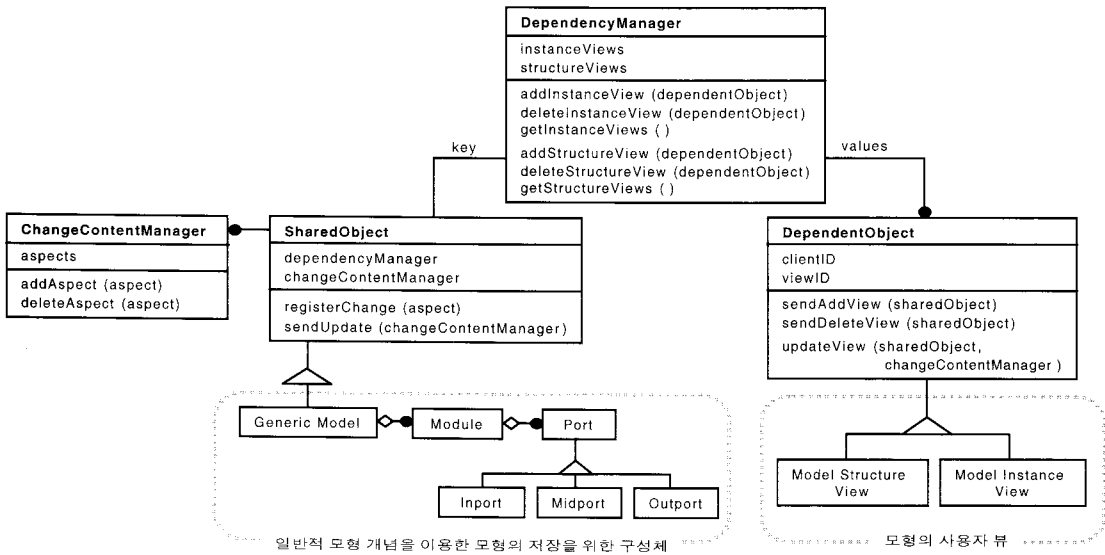 DependencyManager
instanceViews
structureViews
addInstanceView (dependentObject)
deleteInstanceView (dependentObject)
getInstanceViews ( )
addStructureView (dependentObject)
deleteStructureView (dependentObject)
getStructureViews ( )
key
values
ChangeContentManager
aspects
addAspect (aspect)
deleteAspect (aspect)
SharedObject
dependencyManager
changeContentManager
registerChange (aspect)
sendUpdate (changeContentManager)
DependentObject
clientID
viewID
sendAddView (sharedObject)
sendDeleteView (sharedObject)
updateView (sharedObject,
changeContentManager )
Generic Model
Module
Port
Inport
Midport
Outport
Model Structure
View
Model Instance
View
일반적 모형 개념을 이용한 모형의 저장을 위한 구성체
모형의 사용자 뷰